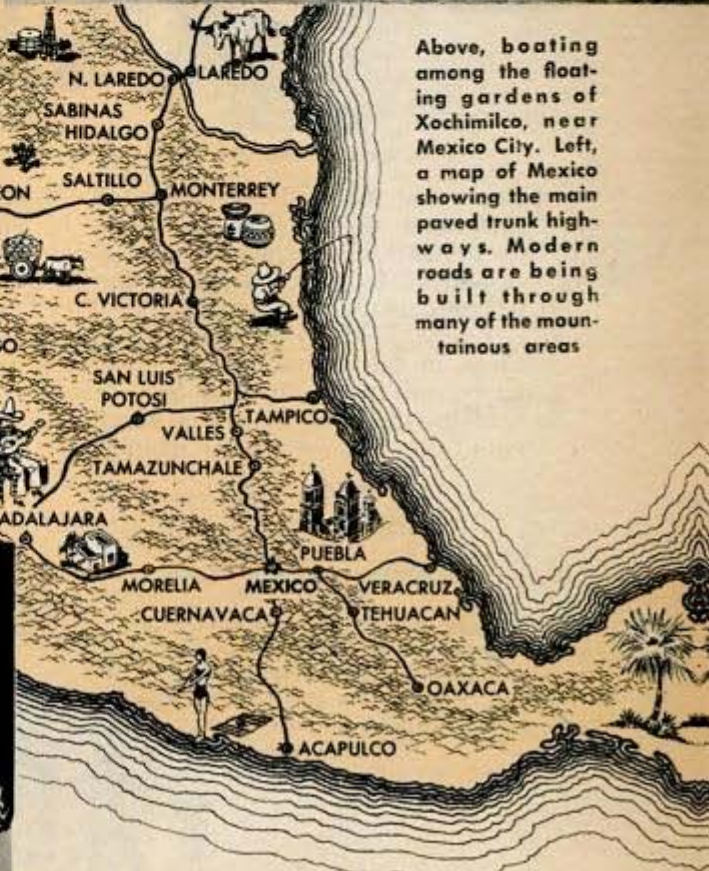 Above, boating
among the float-
ing gardens of
Xochimilco, near
Mexico City. Left,
a map of Mexico
showing the main
paved trunk high-
ways. Modern
roads are being
built through
many of the moun-
tainous areas
N. LAREDO
LAREDO
SABINAS
HIDALGO
ON
SALTILLO
MONTERREY
C. VICTORIA
GO
SAN LUIS
POTOSI
TAMPICO
VALLES
TAMAZUNCHALE
ADALAJARA
PUEBLA
MORELIA
MEXICO
VERACRUZ
CUERNAVACA
TEHUACAN
OAXACA
ACAPULCO